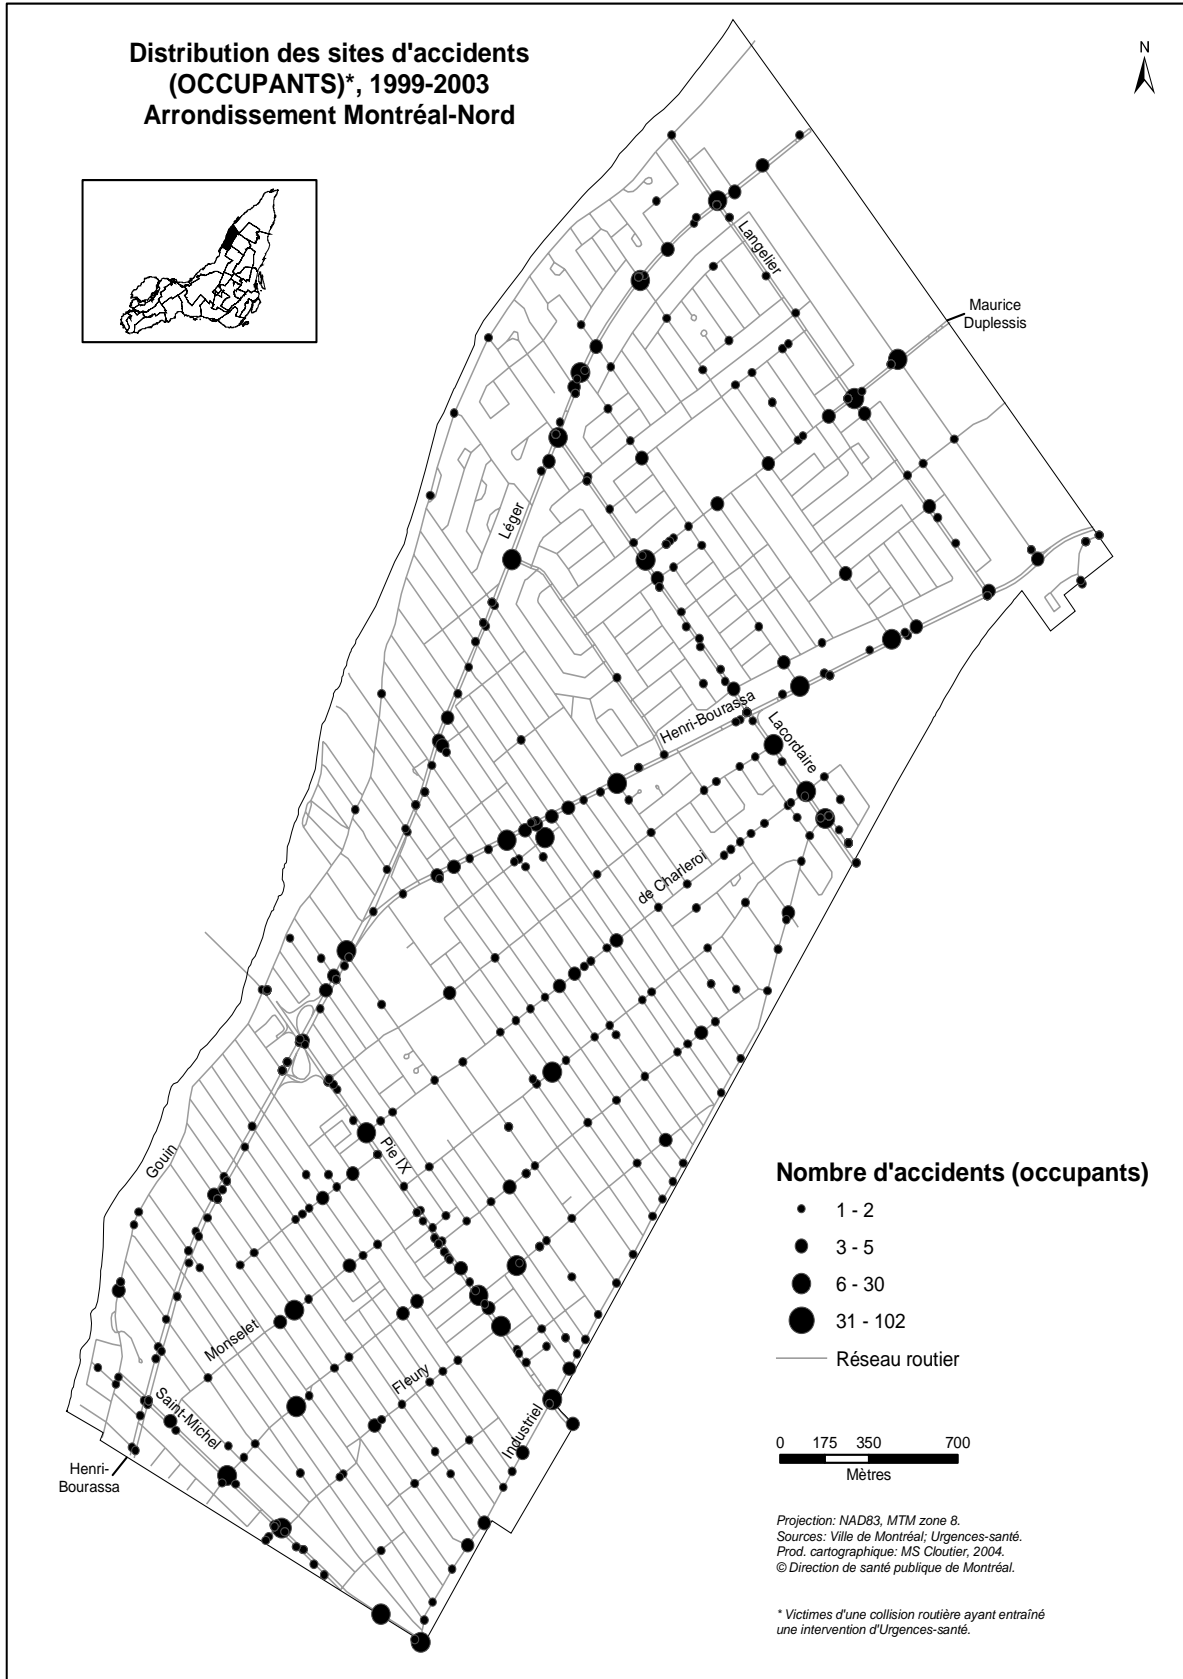 Distribution des sites d'accidents
(OCCUPANTS)*, 1999-2003
Arrondissement Montréal-Nord
N
Langelier
Maurice
Duplessis
Léger
Henri-Bourassa
Lacordaire
de Charleroi
Pie IX
Gouin
Monselet
Fleury
Saint-Michel
Industriel
Henri-
Bourassa
Nombre d'accidents (occupants)
1 - 2
3 - 5
6 - 30
31 - 102
Réseau routier
0 175 350 700
Mètres
Projection: NAD83, MTM zone 8.
Sources: Ville de Montréal; Urgences-santé.
Prod. cartographique: MS Cloutier, 2004.
© Direction de santé publique de Montréal.
* Victimes d'une collision routière ayant entraîné
une intervention d'Urgences-santé.